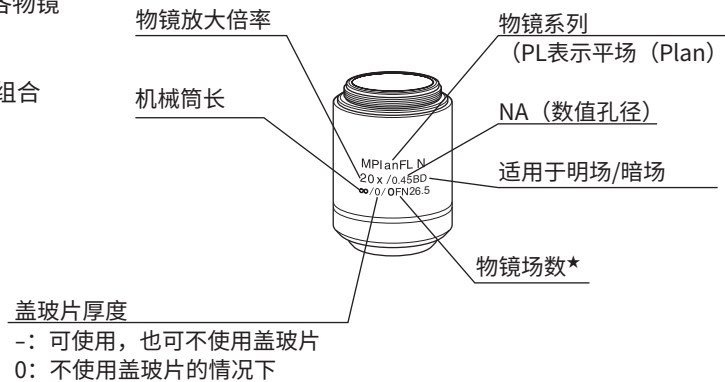 各物镜
组合
物镜放大倍率
机械筒长
物镜系列
（PL表示平场（Plan）
NA（数值孔径）
适用于明场/暗场
MPlanFL N
20x/0.45BD
∞/0/OFN26.5
物镜场数★
盖玻片厚度
–：可使用，也可不使用盖玻片
0：不使用盖玻片的情况下